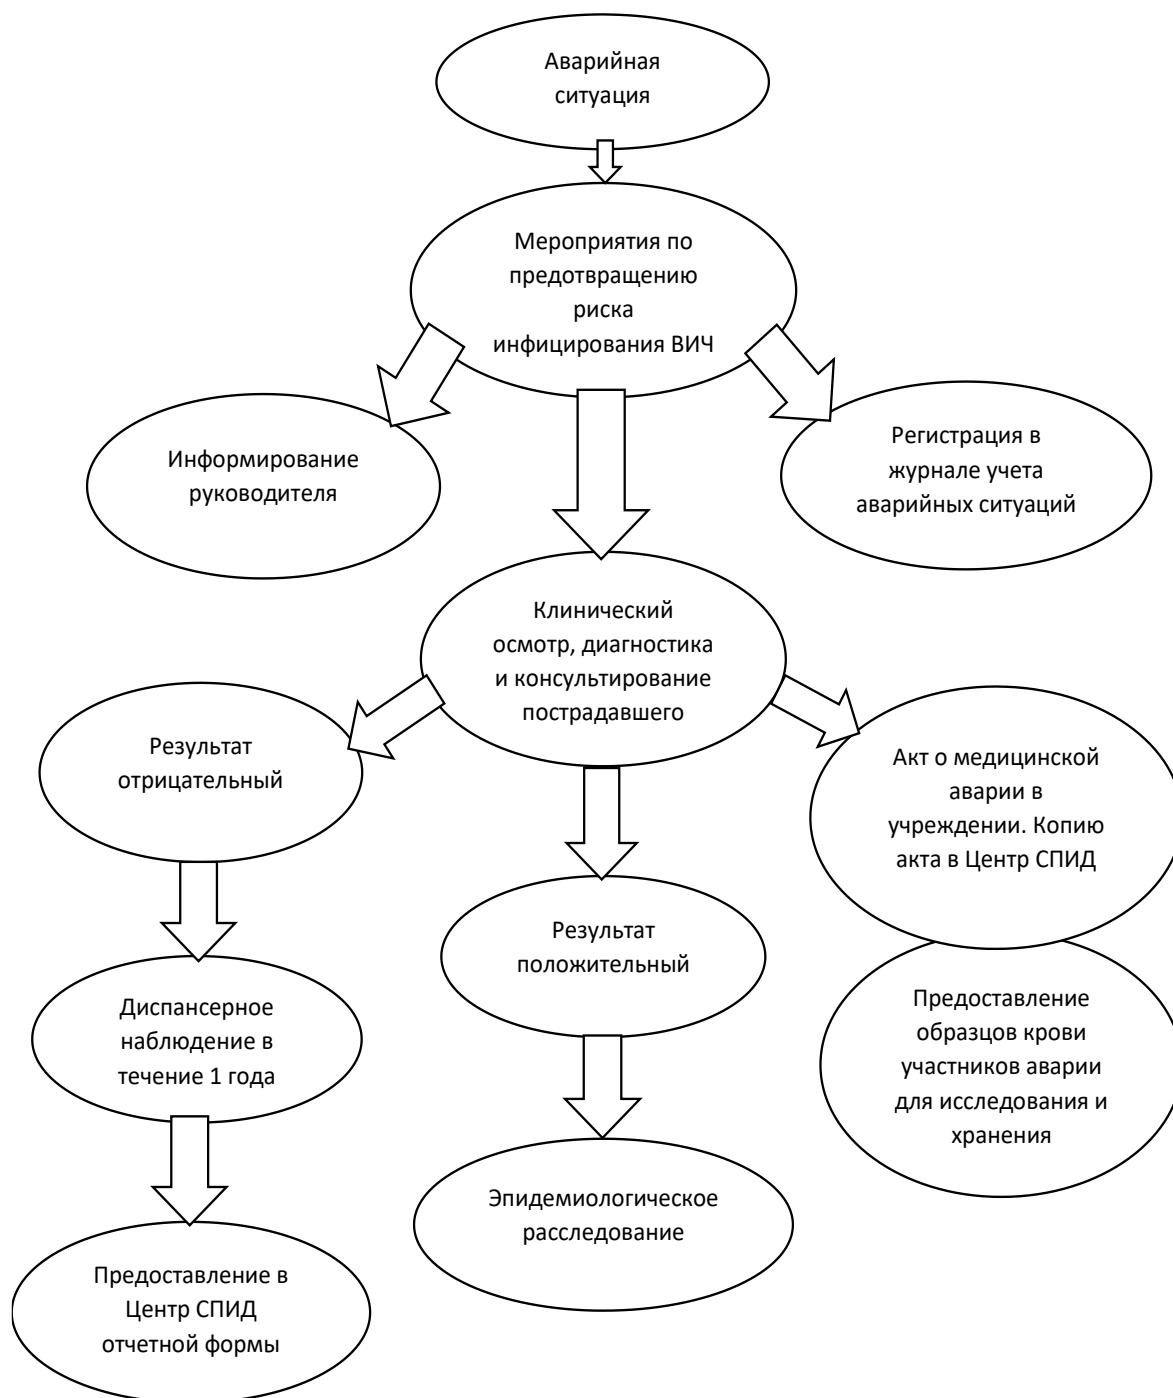 Аварийная
ситуация
Мероприятия по
предотвращению
риска
инфицирования ВИЧ
Информирование
руководителя
Регистрация в
журнале учета
аварийных ситуаций
Клинический
осмотр, диагностика
и консультирование
пострадавшего
Результат
отрицательный
Акт о медицинской
аварии в
учреждении. Копию
акта в Центр СПИД
Результат
положительный
Диспансерное
наблюдение в
течение 1 года
Предоставление
образцов крови
участников аварии
для исследования и
хранения
Эпидемиологическое
расследование
Предоставление в
Центр СПИД
отчетной формы